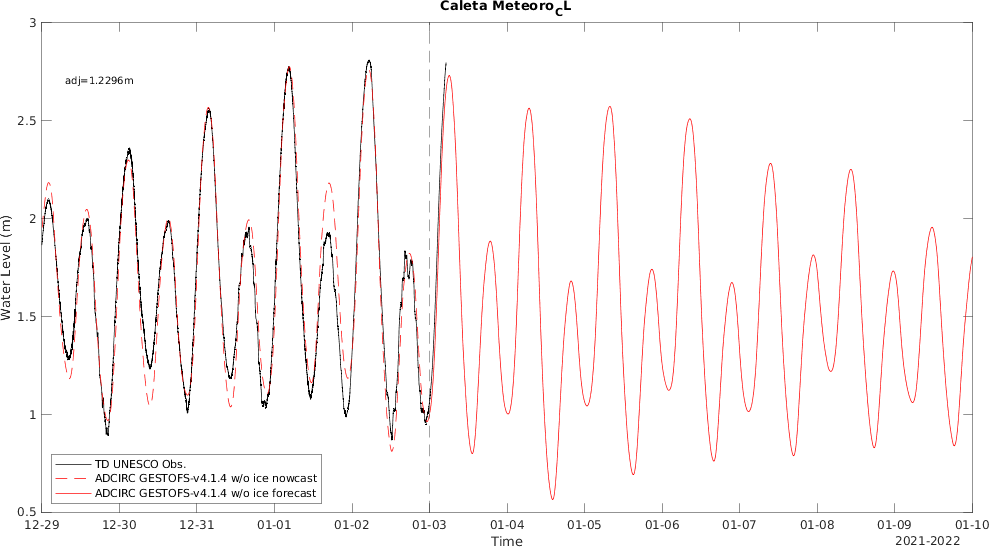 Caleta Meteoro_CL
3
adj=1.2296m
2.5
2
Water Level (m)
1.5
1
TD UNESCO Obs.
ADCIRC GESTOFS-v4.1.4 w/o ice nowcast
ADCIRC GESTOFS-v4.1.4 w/o ice forecast
0.5
12-29 12-30 12-31 01-01 01-02 01-03 01-04 01-05 01-06 01-07 01-08 01-09 01-10
Time
2021-2022